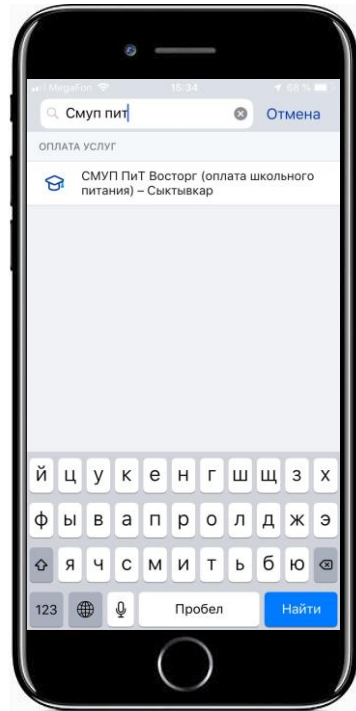 MegaFon 15:34 68 %
Смуп пит Отмена
ОПЛАТА УСЛУГ
СМУП ПиТ Восторг (оплата школьного
питания) – Сыктывкар
й ц у к е н г ш щ з х
ф ы в а п р о л д ж э
я ч с м и т ь б ю
123 Пробел Найти